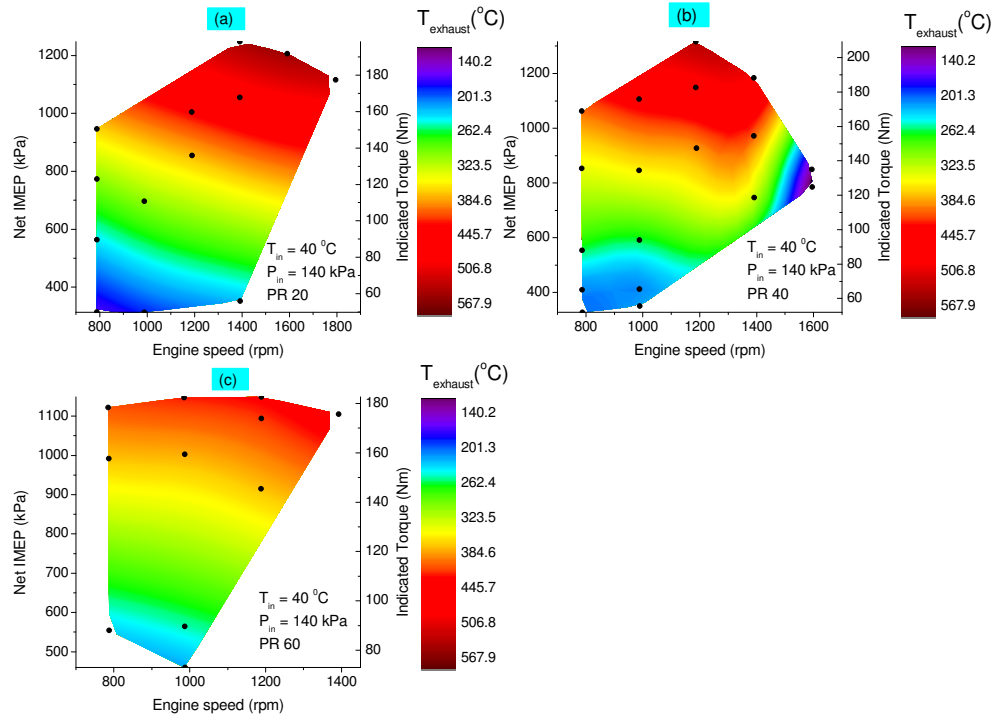 (a)
T_exhaust(°C)
Net IMEP (kPa)
1200
1000
800
600
400
800 1000 1200 1400 1600 1800
Engine speed (rpm)
180
160
140
120
100
80
60
Indicated Torque (Nm)
T_in = 40 °C
P_in = 140 kPa
PR 20
140.2
201.3
262.4
323.5
384.6
445.7
506.8
567.9
(b)
T_exhaust(°C)
Net IMEP (kPa)
1200
1000
800
600
400
800 1000 1200 1400 1600
Engine speed (rpm)
200
180
160
140
120
100
80
60
Indicated Torque (Nm)
T_in = 40 °C
P_in = 140 kPa
PR 40
140.2
201.3
262.4
323.5
384.6
445.7
506.8
567.9
(c)
T_exhaust(°C)
Net IMEP (kPa)
1100
1000
900
800
700
600
500
800 1000 1200 1400
Engine speed (rpm)
180
160
140
120
100
80
Indicated Torque (Nm)
T_in = 40 °C
P_in = 140 kPa
PR 60
140.2
201.3
262.4
323.5
384.6
445.7
506.8
567.9